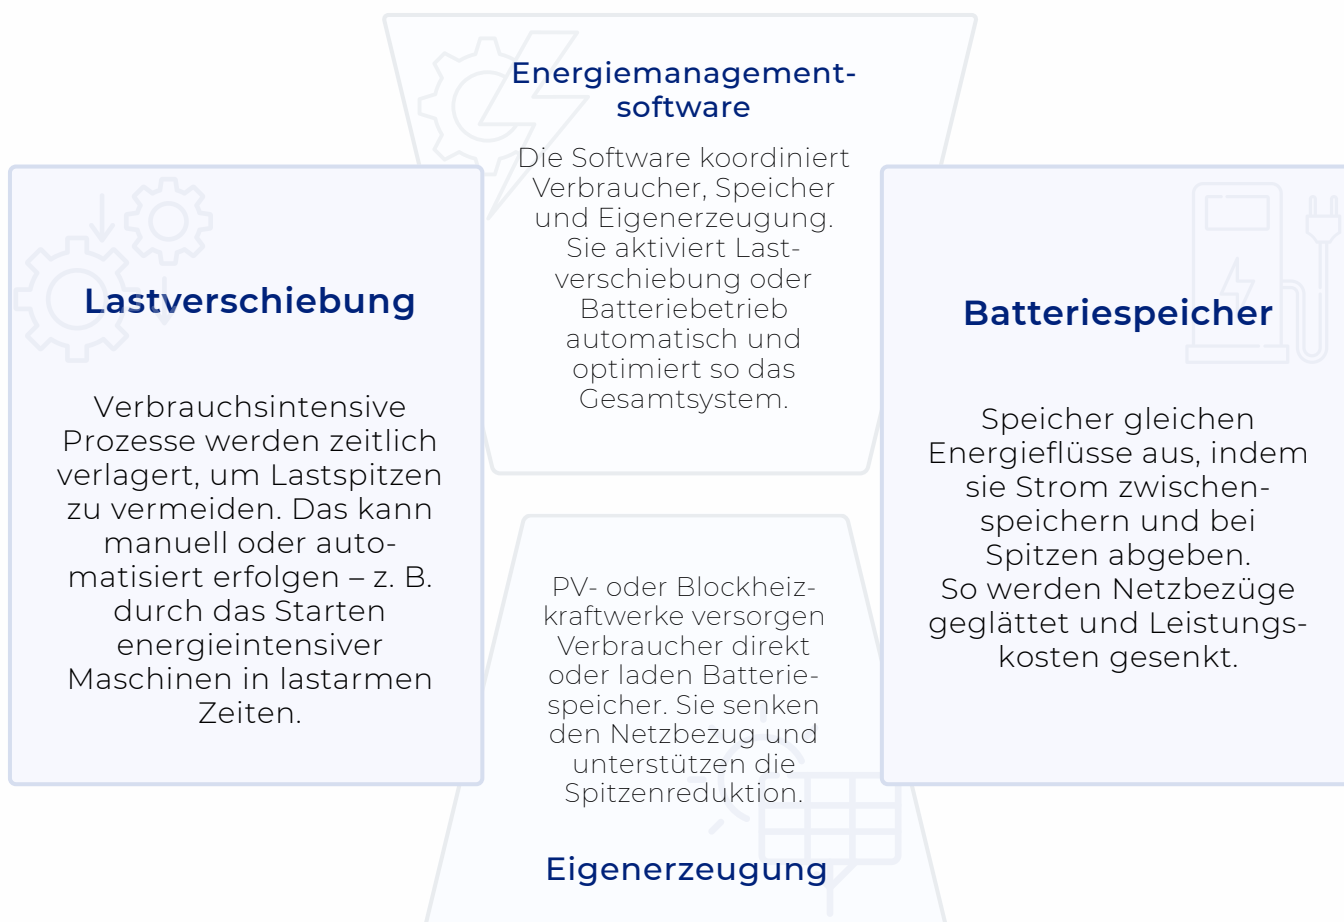 Energiemanagement-
software
Die Software koordiniert
Verbraucher, Speicher
und Eigenerzeugung.
Sie aktiviert Last-
verschiebung oder
Batteriebetrieb
automatisch und
optimiert so das
Gesamtsystem.
Lastverschiebung
Verbrauchsintensive
Prozesse werden zeitlich
verlagert, um Lastspitzen
zu vermeiden. Das kann
manuell oder auto-
matisiert erfolgen – z. B.
durch das Starten
energieintensiver
Maschinen in lastarmen
Zeiten.
Batteriespeicher
Speicher gleichen
Energieflüsse aus, indem
sie Strom zwischen-
speichern und bei
Spitzen abgeben.
So werden Netzbezüge
geglättet und Leistungs-
kosten gesenkt.
PV- oder Blockheiz-
kraftwerke versorgen
Verbraucher direkt
oder laden Batterie-
speicher. Sie senken
den Netzbezug und
unterstützen die
Spitzenreduktion.
Eigenerzeugung